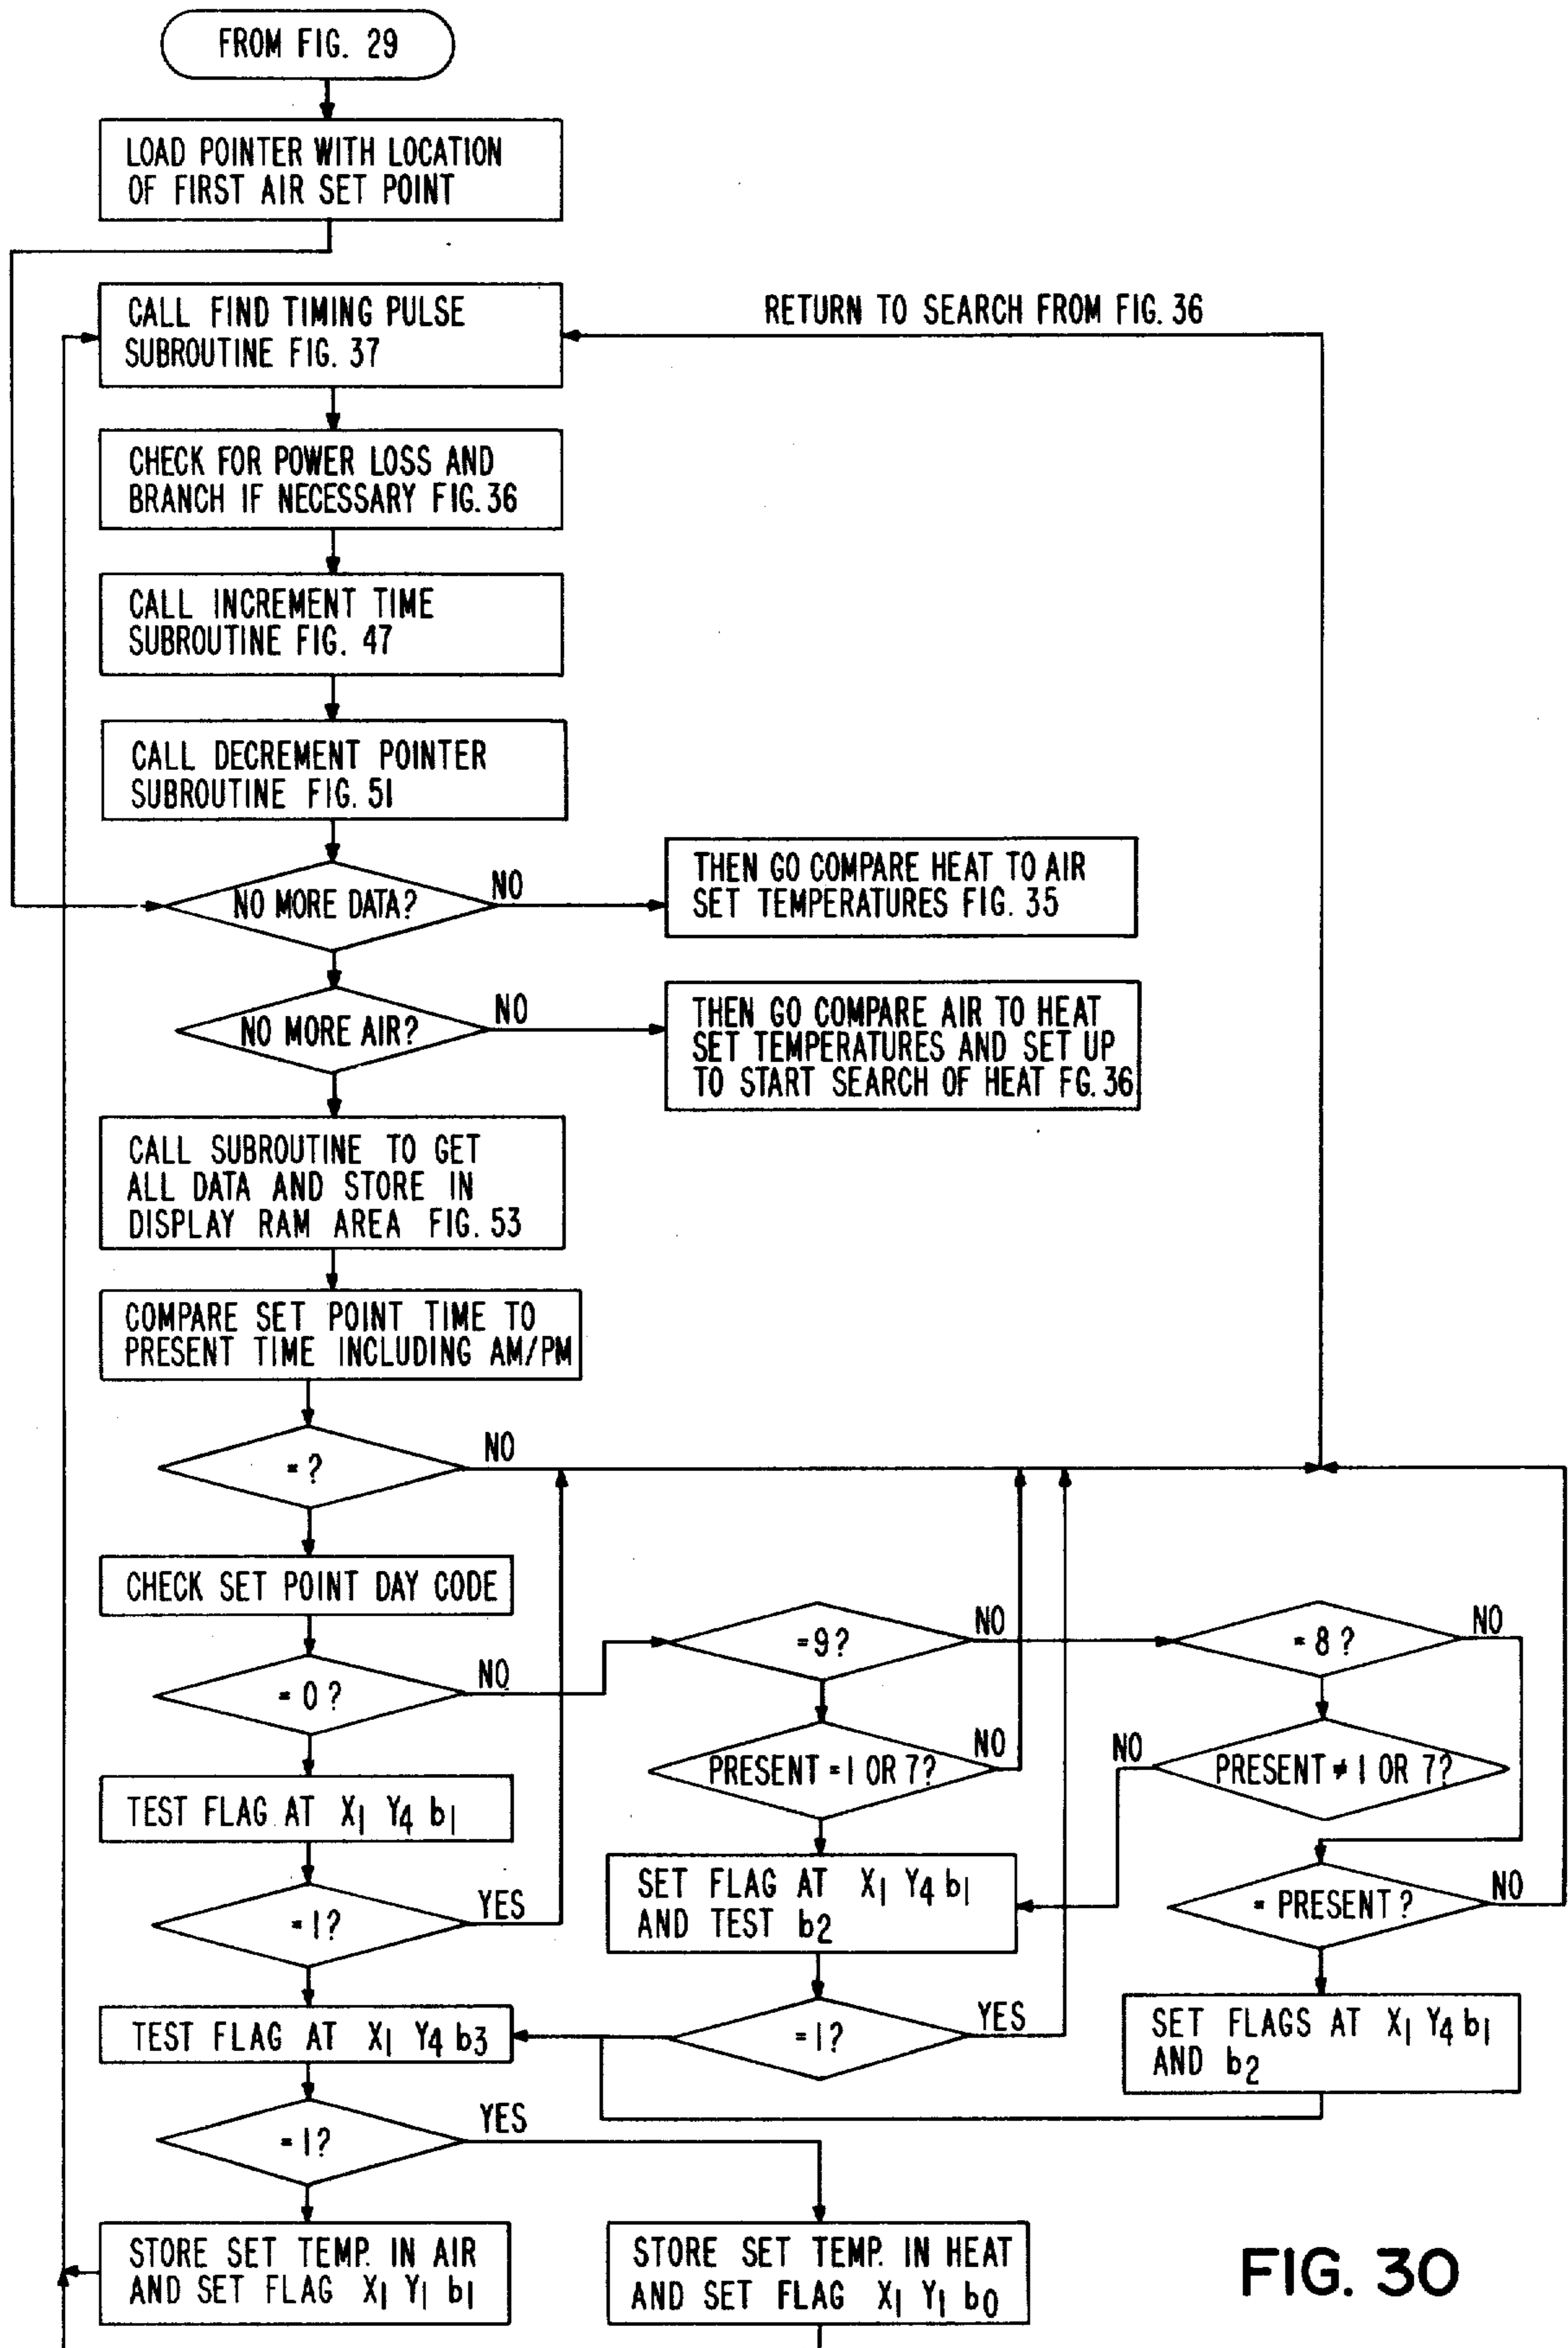 FROM FIG. 29
LOAD POINTER WITH LOCATION
OF FIRST AIR SET POINT
CALL FIND TIMING PULSE
SUBROUTINE FIG. 37
RETURN TO SEARCH FROM FIG. 36
CHECK FOR POWER LOSS AND
BRANCH IF NECESSARY FIG. 36
CALL INCREMENT TIME
SUBROUTINE FIG. 47
CALL DECREMENT POINTER
SUBROUTINE FIG. 51
NO MORE DATA?
NO
THEN GO COMPARE HEAT TO AIR
SET TEMPERATURES FIG. 35
NO MORE AIR?
NO
THEN GO COMPARE AIR TO HEAT
SET TEMPERATURES AND SET UP
TO START SEARCH OF HEAT FG. 36
CALL SUBROUTINE TO GET
ALL DATA AND STORE IN
DISPLAY RAM AREA FIG. 53
COMPARE SET POINT TIME TO
PRESENT TIME INCLUDING AM/PM
= ?
NO
CHECK SET POINT DAY CODE
= 0 ?
NO
= 9 ?
NO
= 8 ?
NO
PRESENT = 1 OR 7?
NO
NO
PRESENT ≠ 1 OR 7?
TEST FLAG AT X1 Y4 b1
= 1?
YES
SET FLAG AT X1 Y4 b1
AND TEST b2
= PRESENT ?
NO
TEST FLAG AT X1 Y4 b3
= 1?
YES
SET FLAGS AT X1 Y4 b1
AND b2
= 1?
YES
STORE SET TEMP. IN AIR
AND SET FLAG X1 Y1 b1
STORE SET TEMP. IN HEAT
AND SET FLAG X1 Y1 b0
FIG. 30